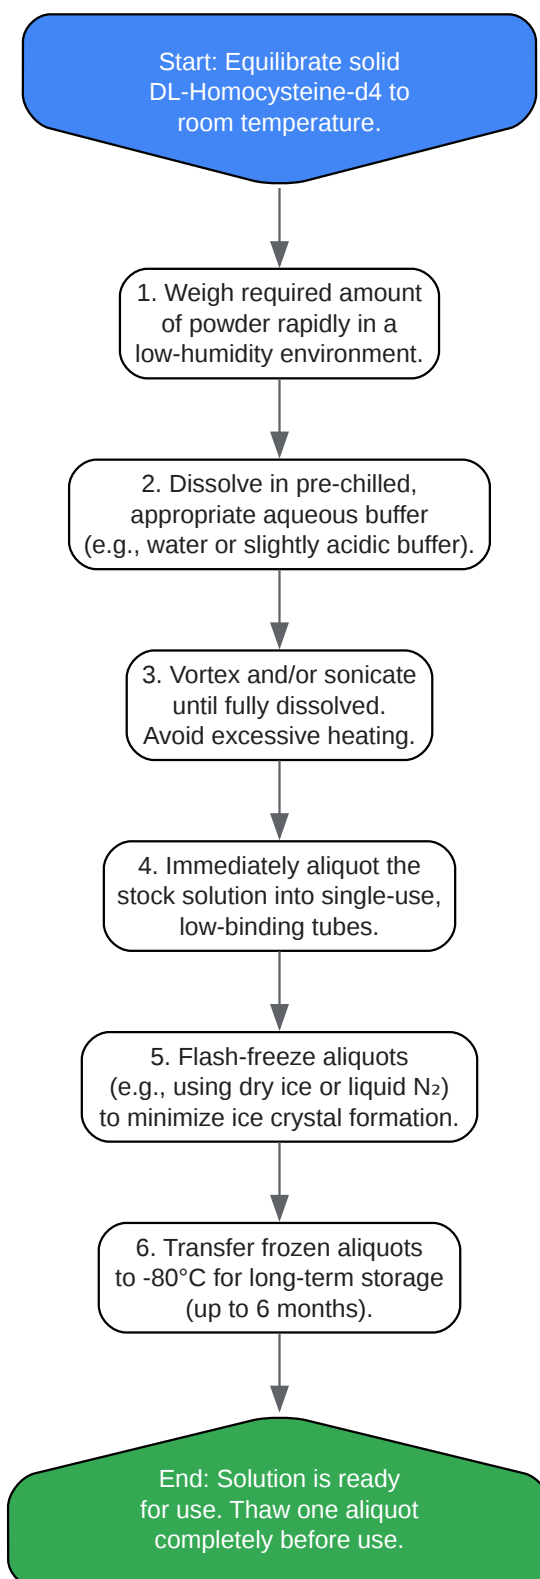 Start: Equilibrate solid
DL-Homocysteine-d4 to
room temperature.
1. Weigh required amount
of powder rapidly in a
low-humidity environment.
2. Dissolve in pre-chilled,
appropriate aqueous buffer
(e.g., water or slightly acidic buffer).
3. Vortex and/or sonicate
until fully dissolved.
Avoid excessive heating.
4. Immediately aliquot the
stock solution into single-use,
low-binding tubes.
5. Flash-freeze aliquots
(e.g., using dry ice or liquid N₂)
to minimize ice crystal formation.
6. Transfer frozen aliquots
to -80°C for long-term storage
(up to 6 months).
End: Solution is ready
for use. Thaw one aliquot
completely before use.